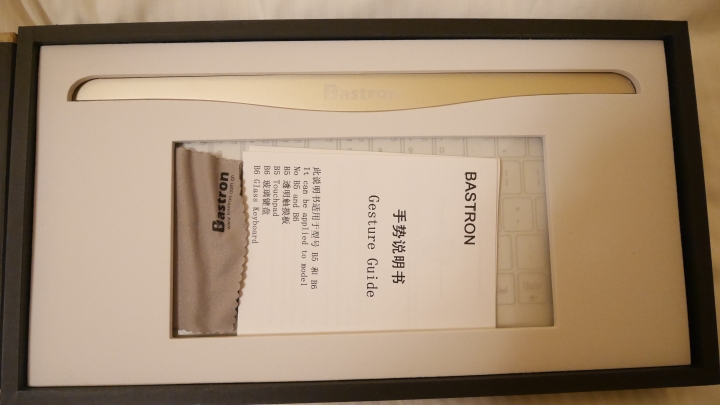 Bastron
BASTRON
手势说明书
Gesture Guide
此说明书适用于型号 B5 和 B6
It can be applied to model
No B5 and B6
B5 透明触摸板
B5 Touchpad
B6 玻璃键盘
B6 Glass Keyboard
Bastron